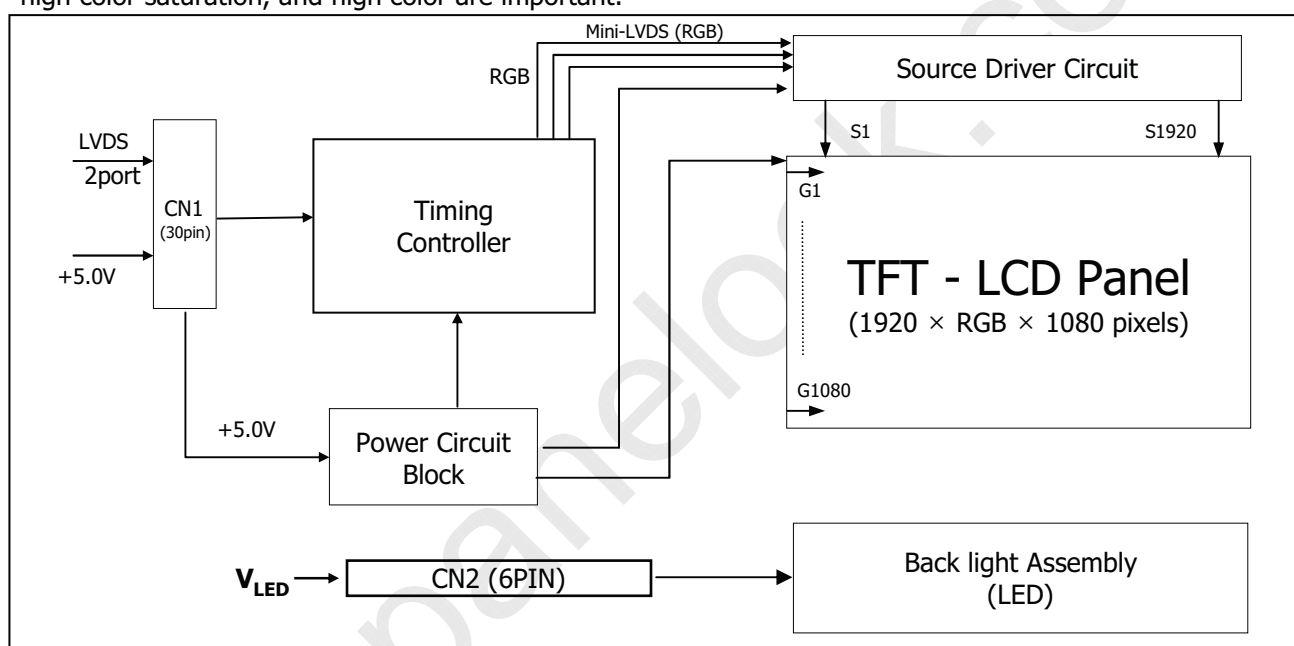 high color saturation, and high color are important.
Mini-LVDS (RGB)
RGB
Source Driver Circuit
S1
S1920
LVDS
2port
CN1
(30pin)
+5.0V
Timing
Controller
G1
TFT - LCD Panel
(1920 × RGB × 1080 pixels)
G1080
+5.0V
Power Circuit
Block
V_LED
CN2 (6PIN)
Back light Assembly
(LED)